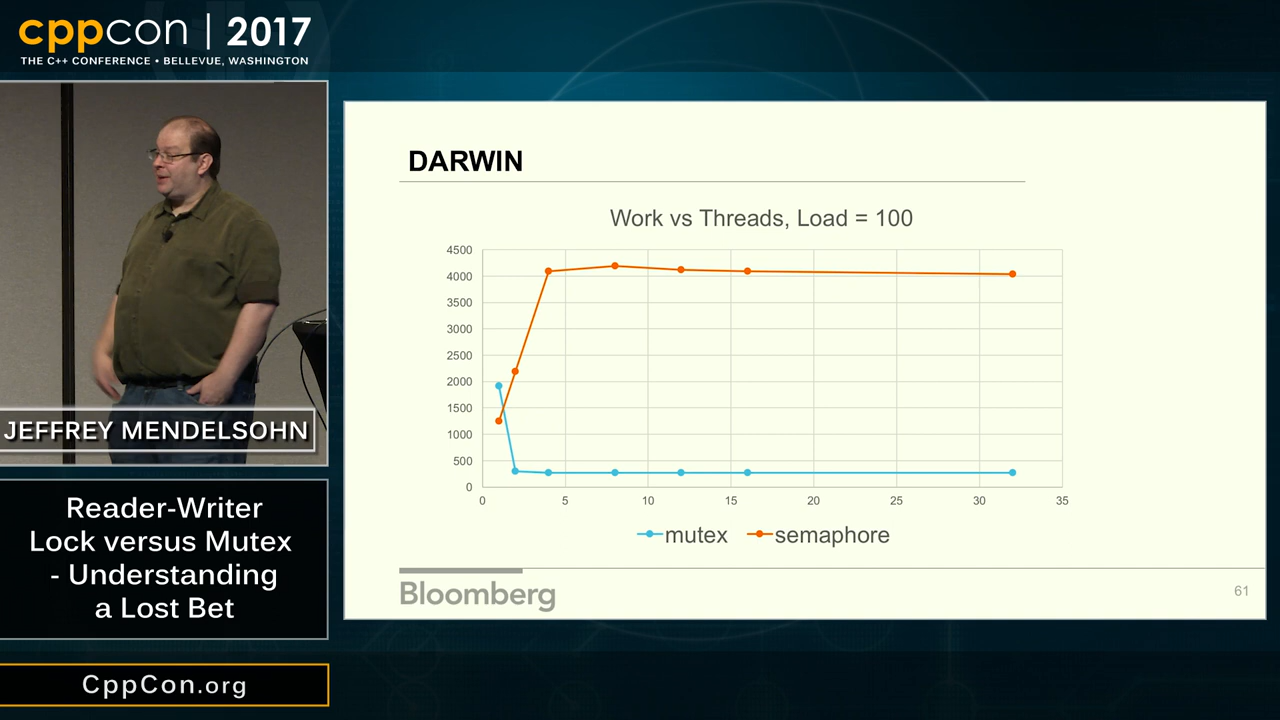 cppcon | 2017
THE C++ CONFERENCE • BELLEVUE, WASHINGTON
JEFFREY MENDELSOHN
Reader-Writer
Lock versus Mutex
- Understanding
a Lost Bet
CppCon.org
DARWIN
Work vs Threads, Load = 100
4500
4000
3500
3000
2500
2000
1500
1000
500
0
0 5 10 15 20 25 30 35
mutex semaphore
Bloomberg
61